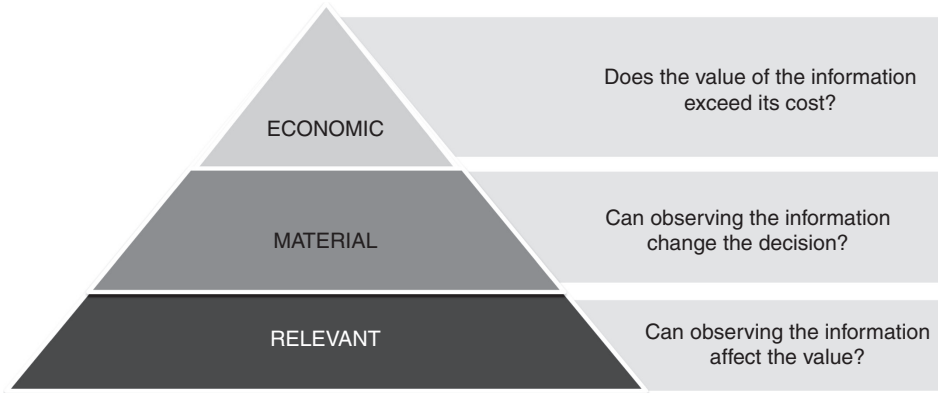 ECONOMIC
Does the value of the information
exceed its cost?
MATERIAL
Can observing the information
change the decision?
RELEVANT
Can observing the information
affect the value?